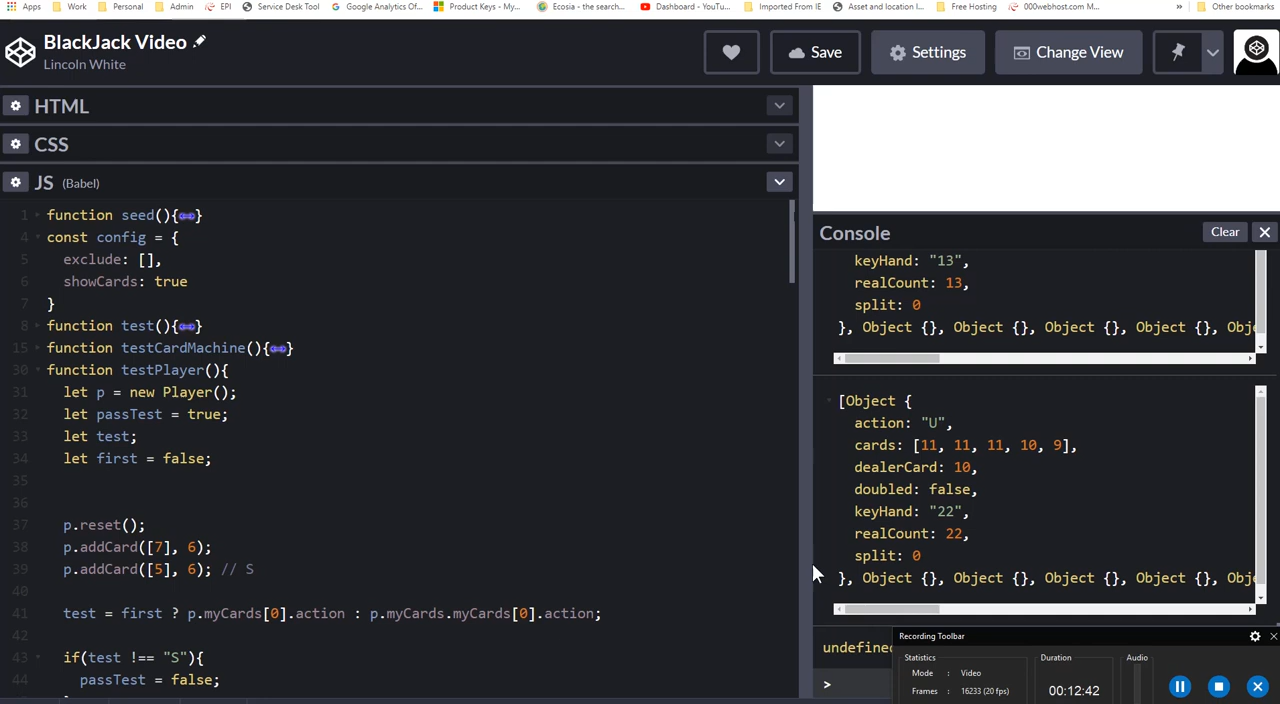 Apps Work Personal Admin EPI Service Desk Tool Google Analytics Of... Product Keys - My... Ecosia - the search... Dashboard - YouTu... Imported From IE Asset and location l... Free Hosting 000webhost.com M... » Other bookmarks
BlackJack Video
Lincoln White
Save
Settings
Change View
HTML
CSS
JS (Babel)
1 function seed(){}
4 const config = {
5 exclude: [],
6 showCards: true
7 }
8 function test(){}
15 function testCardMachine(){}
30 function testPlayer(){
31 let p = new Player();
32 let passTest = true;
33 let test;
34 let first = false;
35
36
37 p.reset();
38 p.addCard([7], 6);
39 p.addCard([5], 6); // S
40
41 test = first ? p.myCards[0].action : p.myCards.myCards[0].action;
42
43 if(test !== "S"){
44 passTest = false;
Console
Clear
keyHand: "13",
realCount: 13,
split: 0
}, Object {}, Object {}, Object {}, Object {}, Obj
[Object {
action: "U",
cards: [11, 11, 11, 10, 9],
dealerCard: 10,
doubled: false,
keyHand: "22",
realCount: 22,
split: 0
}, Object {}, Object {}, Object {}, Object {}, Obj
undefined
>
Recording Toolbar
Statistics
Mode : Video
Frames : 16233 (20 fps)
Duration
00:12:42
Audio